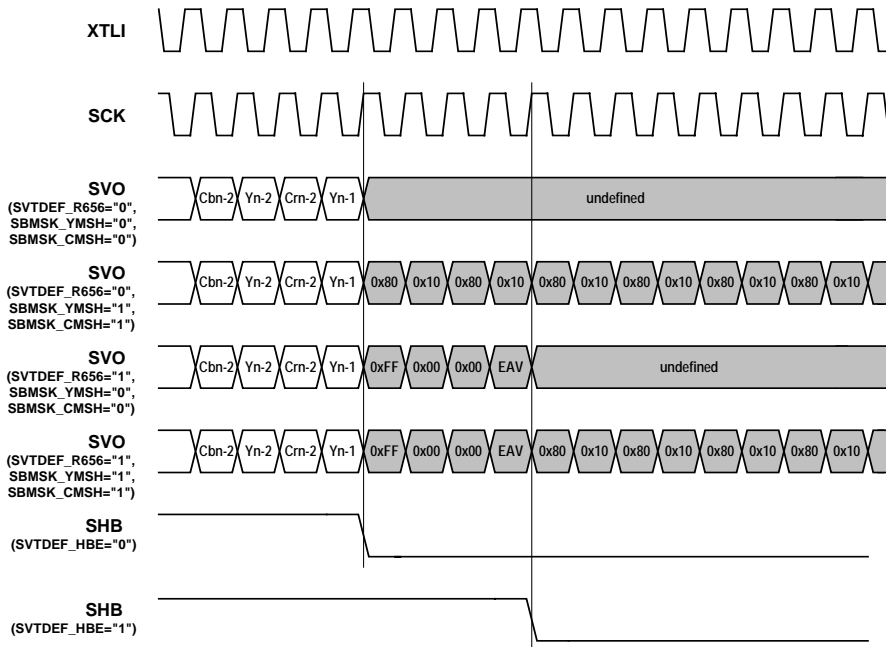 XTLI
SCK
SVO
(SVTDEF_R656="0",
SBMSK_YMSH="0",
SBMSK_CMSH="0")
Cbn-2 Yn-2 Crn-2 Yn-1 undefined
SVO
(SVTDEF_R656="0",
SBMSK_YMSH="1",
SBMSK_CMSH="1")
Cbn-2 Yn-2 Crn-2 Yn-1 0x80 0x10 0x80 0x10 0x80 0x10 0x80 0x10 0x80 0x10 0x80 0x10
SVO
(SVTDEF_R656="1",
SBMSK_YMSH="0",
SBMSK_CMSH="0")
Cbn-2 Yn-2 Crn-2 Yn-1 0xFF 0x00 0x00 EAV undefined
SVO
(SVTDEF_R656="1",
SBMSK_YMSH="1",
SBMSK_CMSH="1")
Cbn-2 Yn-2 Crn-2 Yn-1 0xFF 0x00 0x00 EAV 0x80 0x10 0x80 0x10 0x80 0x10 0x80 0x10
SHB
(SVTDEF_HBE="0")
SHB
(SVTDEF_HBE="1")